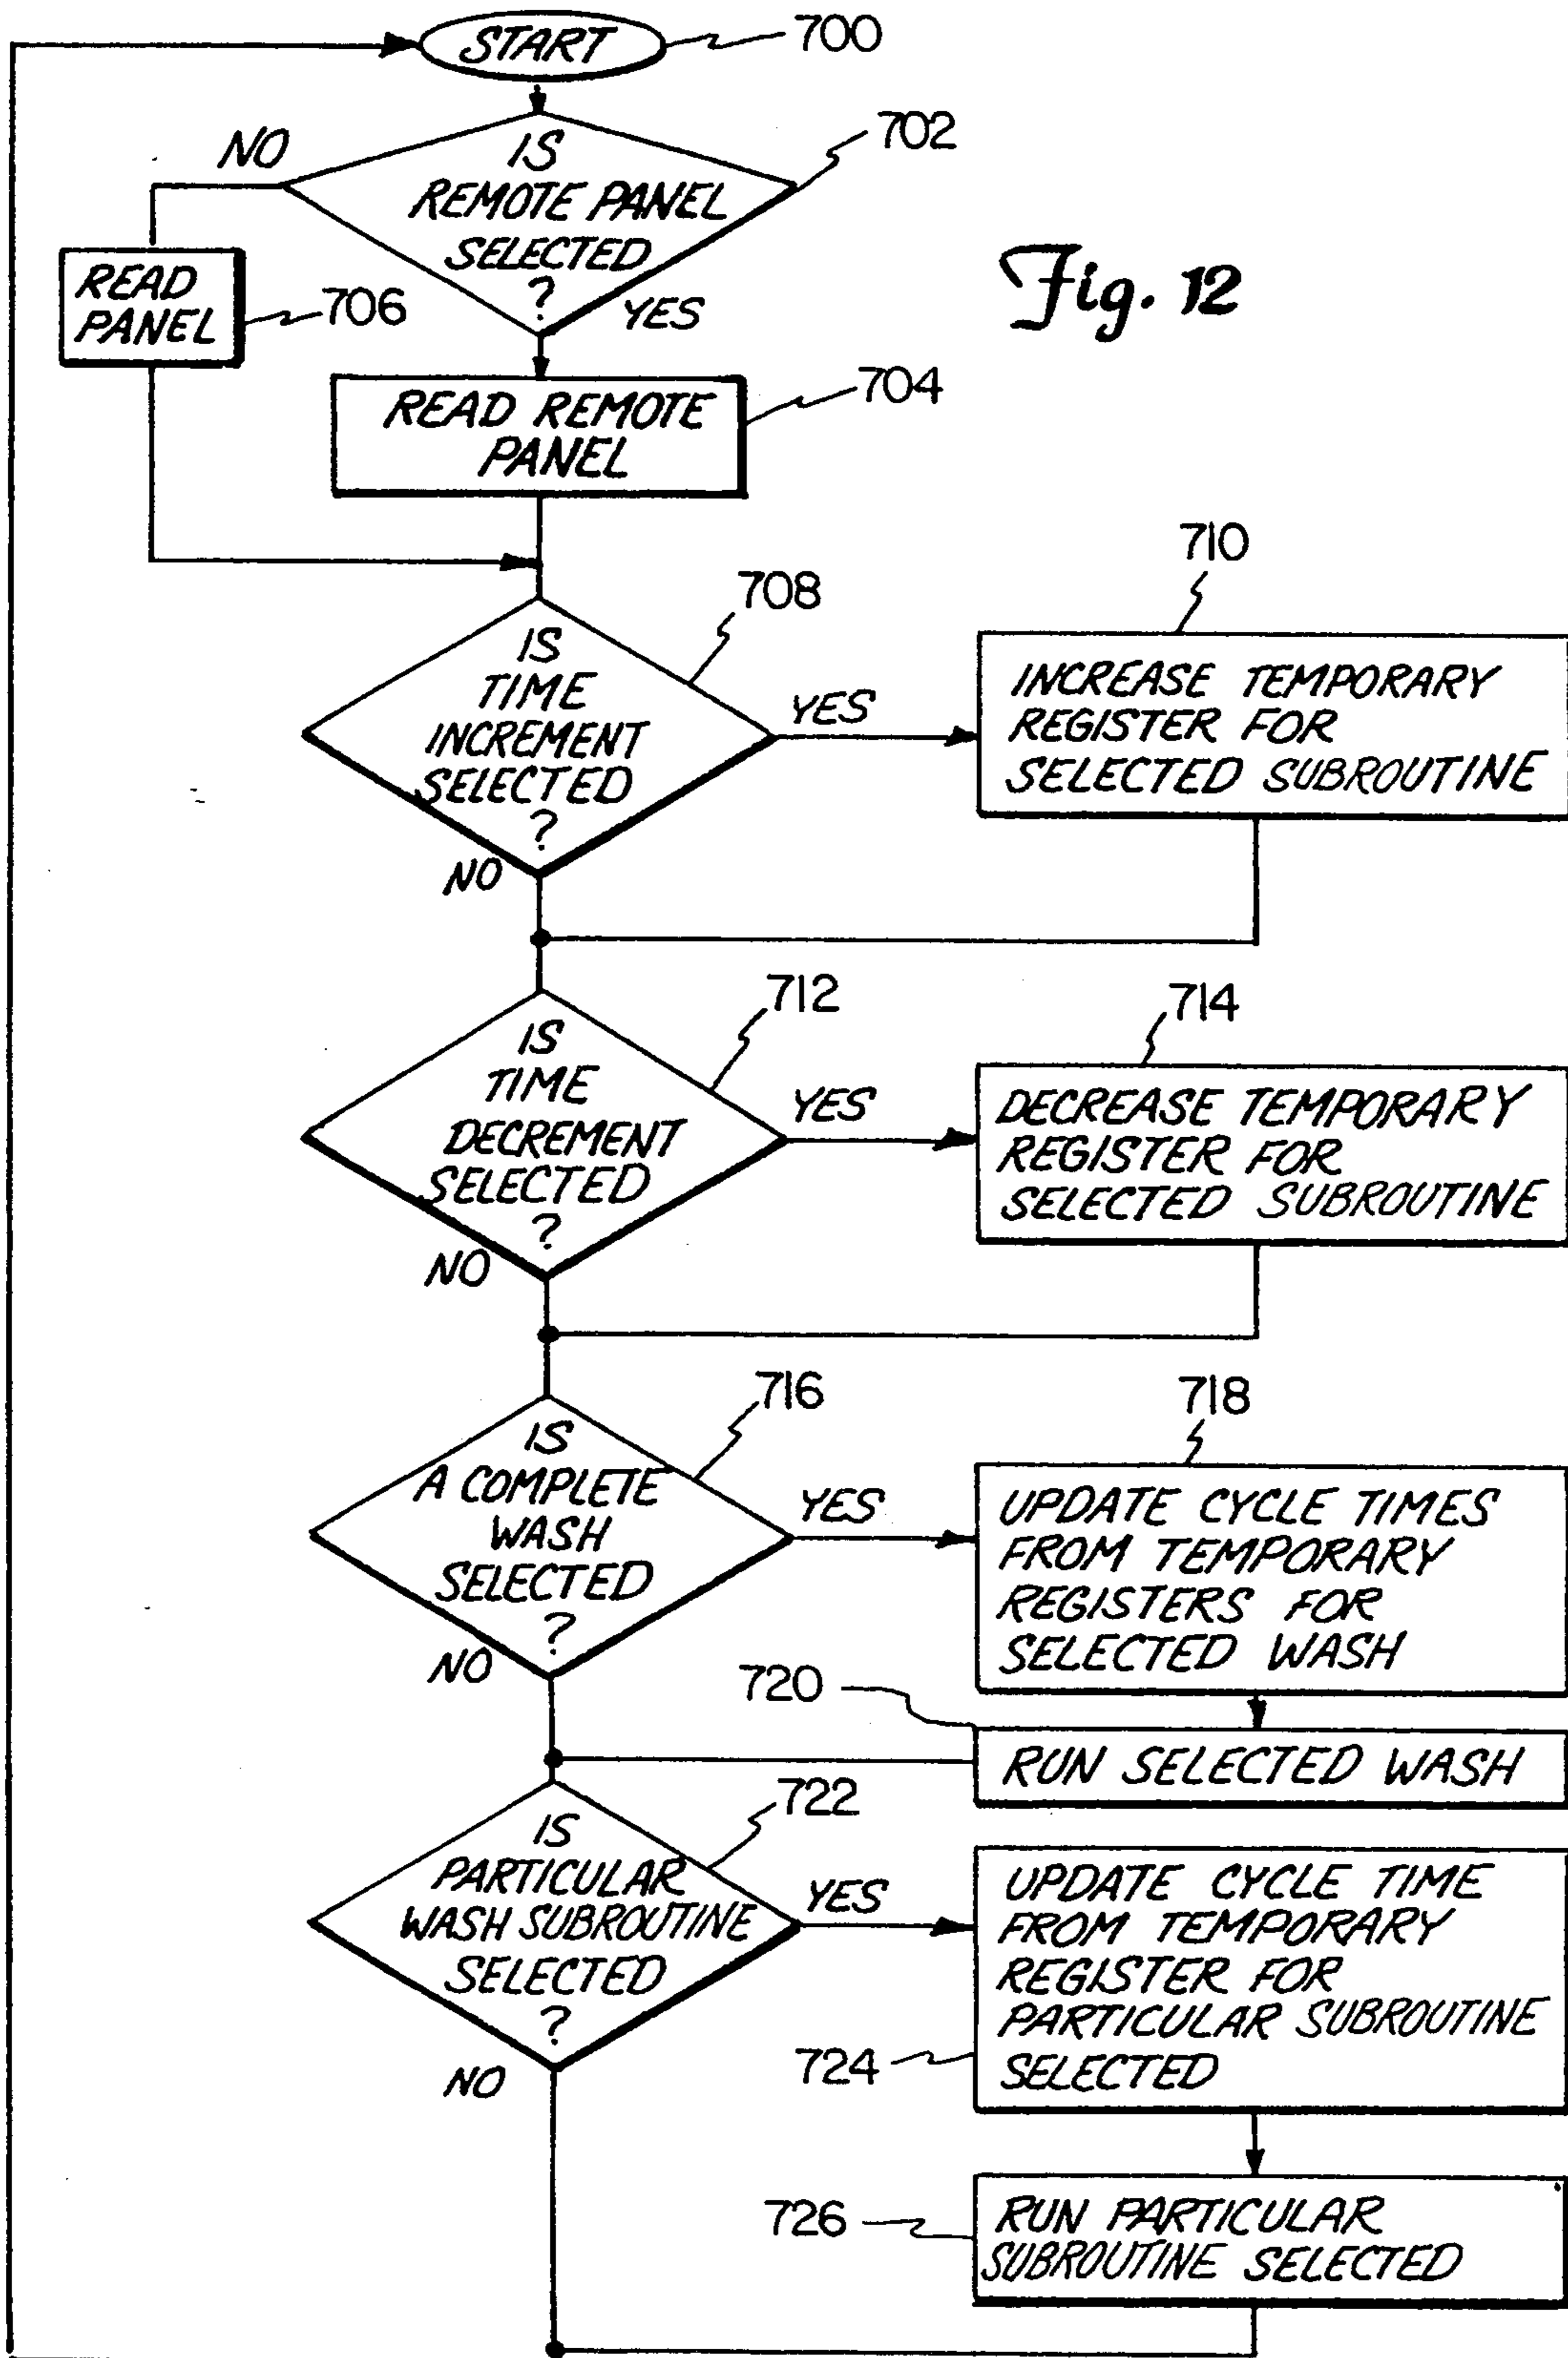 START
700
NO
IS
REMOTE PANEL
SELECTED
?
702
YES
READ
PANEL
706
Fig. 12
READ REMOTE
PANEL
704
IS
TIME
INCREMENT
SELECTED
?
708
YES
NO
710
INCREASE TEMPORARY
REGISTER FOR
SELECTED SUBROUTINE
IS
TIME
DECREMENT
SELECTED
?
712
YES
NO
714
DECREASE TEMPORARY
REGISTER FOR
SELECTED SUBROUTINE
IS
A COMPLETE
WASH
SELECTED
?
716
YES
NO
718
UPDATE CYCLE TIMES
FROM TEMPORARY
REGISTERS FOR
SELECTED WASH
720
RUN SELECTED WASH
IS
PARTICULAR
WASH SUBROUTINE
SELECTED
?
722
YES
NO
UPDATE CYCLE TIME
FROM TEMPORARY
REGISTER FOR
PARTICULAR SUBROUTINE
SELECTED
724
726
RUN PARTICULAR
SUBROUTINE SELECTED